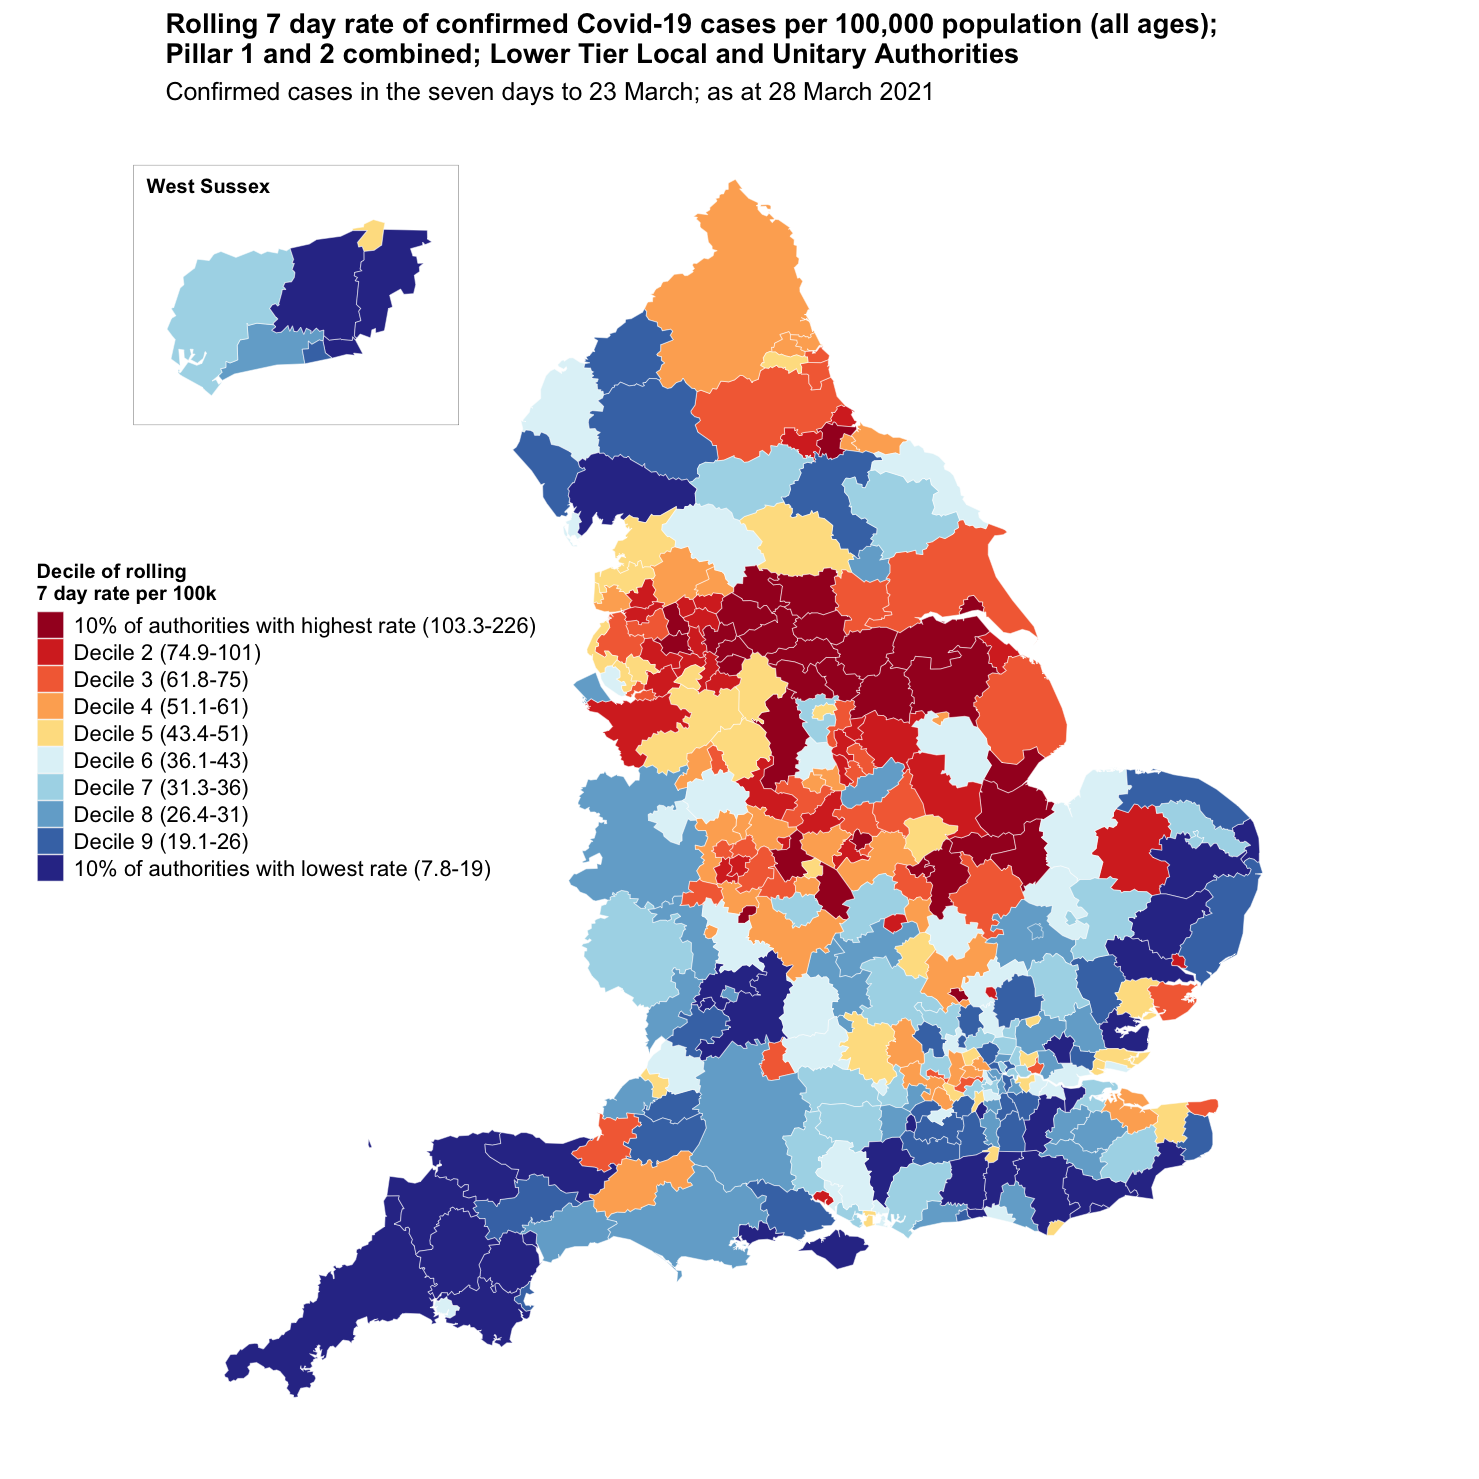 Rolling 7 day rate of confirmed Covid-19 cases per 100,000 population (all ages);
Pillar 1 and 2 combined; Lower Tier Local and Unitary Authorities
Confirmed cases in the seven days to 23 March; as at 28 March 2021
West Sussex
Decile of rolling
7 day rate per 100k
10% of authorities with highest rate (103.3-226)
Decile 2 (74.9-101)
Decile 3 (61.8-75)
Decile 4 (51.1-61)
Decile 5 (43.4-51)
Decile 6 (36.1-43)
Decile 7 (31.3-36)
Decile 8 (26.4-31)
Decile 9 (19.1-26)
10% of authorities with lowest rate (7.8-19)